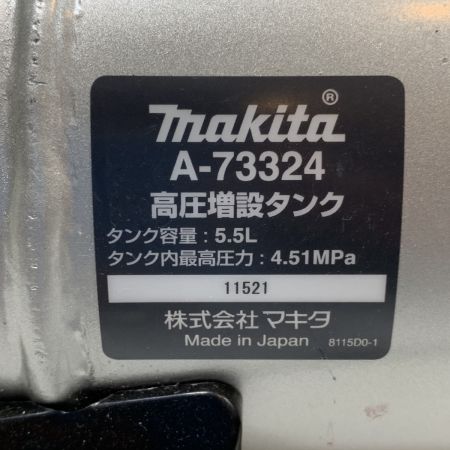 makita®
A-73324
高圧増設タンク
タンク容量 : 5.5L
タンク内最高圧力 : 4.51MPa
11521
株式会社 マキタ
Made in Japan 8115D0-1